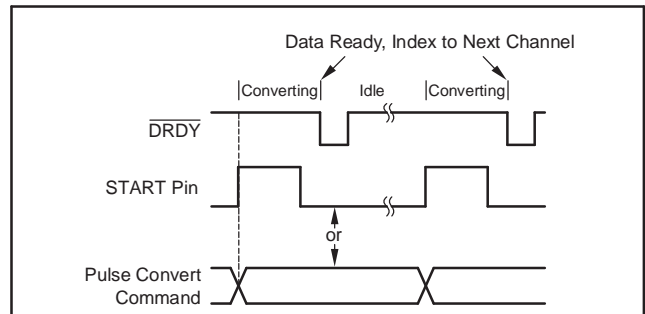 Data Ready, Index to Next Channel
Converting Idle Converting
DRDY
START Pin
or
Pulse Convert
Command